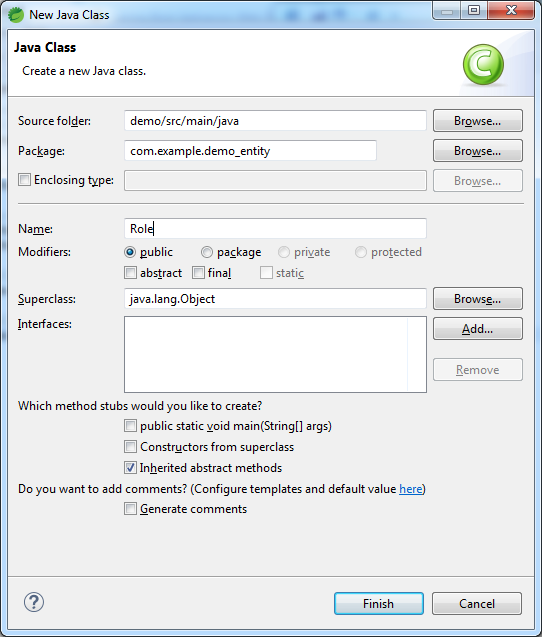 New Java Class
Java Class
Create a new Java class.
C
Source folder: demo/src/main/java Browse...
Package: com.example.demo_entity Browse...
Enclosing type: Browse...
Name: Role
Modifiers: public package private protected
abstract final static
Superclass: java.lang.Object Browse...
Interfaces: Add...
Remove
Which method stubs would you like to create?
public static void main(String[] args)
Constructors from superclass
Inherited abstract methods
Do you want to add comments? (Configure templates and default value here)
Generate comments
? Finish Cancel